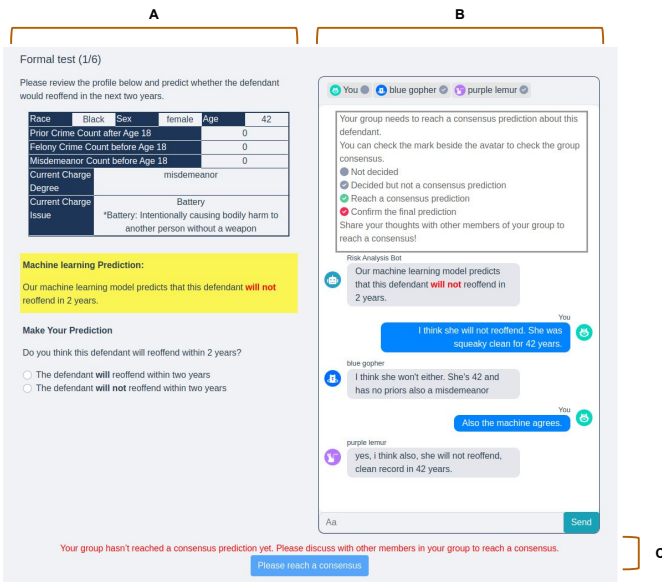 A
B
Formal test (1/6)
Please review the profile below and predict whether the defendant
would reoffend in the next two years.
Race Black Sex female Age 42
Prior Crime Count after Age 18 0
Felony Crime Count before Age 18 0
Misdemeanor Count before Age 18 0
Current Charge misdemeanor
Degree
Current Charge Battery
Issue *Battery: Intentionally causing bodily harm to
another person without a weapon
Machine learning Prediction:
Our machine learning model predicts that this defendant will not
reoffend in 2 years.
Make Your Prediction
Do you think this defendant will reoffend within 2 years?
The defendant will reoffend within two years
The defendant will not reoffend within two years
You blue gopher purple lemur
Your group needs to reach a consensus prediction about this
defendant.
You can check the mark beside the avatar to check the group
consensus.
Not decided
Decided but not a consensus prediction
Reach a consensus prediction
Confirm the final prediction
Share your thoughts with other members of your group to
reach a consensus!
Risk Analysis Bot
Our machine learning model predicts
that this defendant will not reoffend in
2 years.
You
I think she will not reoffend. She was
squeaky clean for 42 years.
blue gopher
I think she won't either. She's 42 and
has no priors also a misdemeanor
You
Also the machine agrees.
purple lemur
yes, i think also, she will not reoffend,
clean record in 42 years.
Aa Send
Your group hasn't reached a consensus prediction yet. Please discuss with other members in your group to reach a consensus.
Please reach a consensus
C